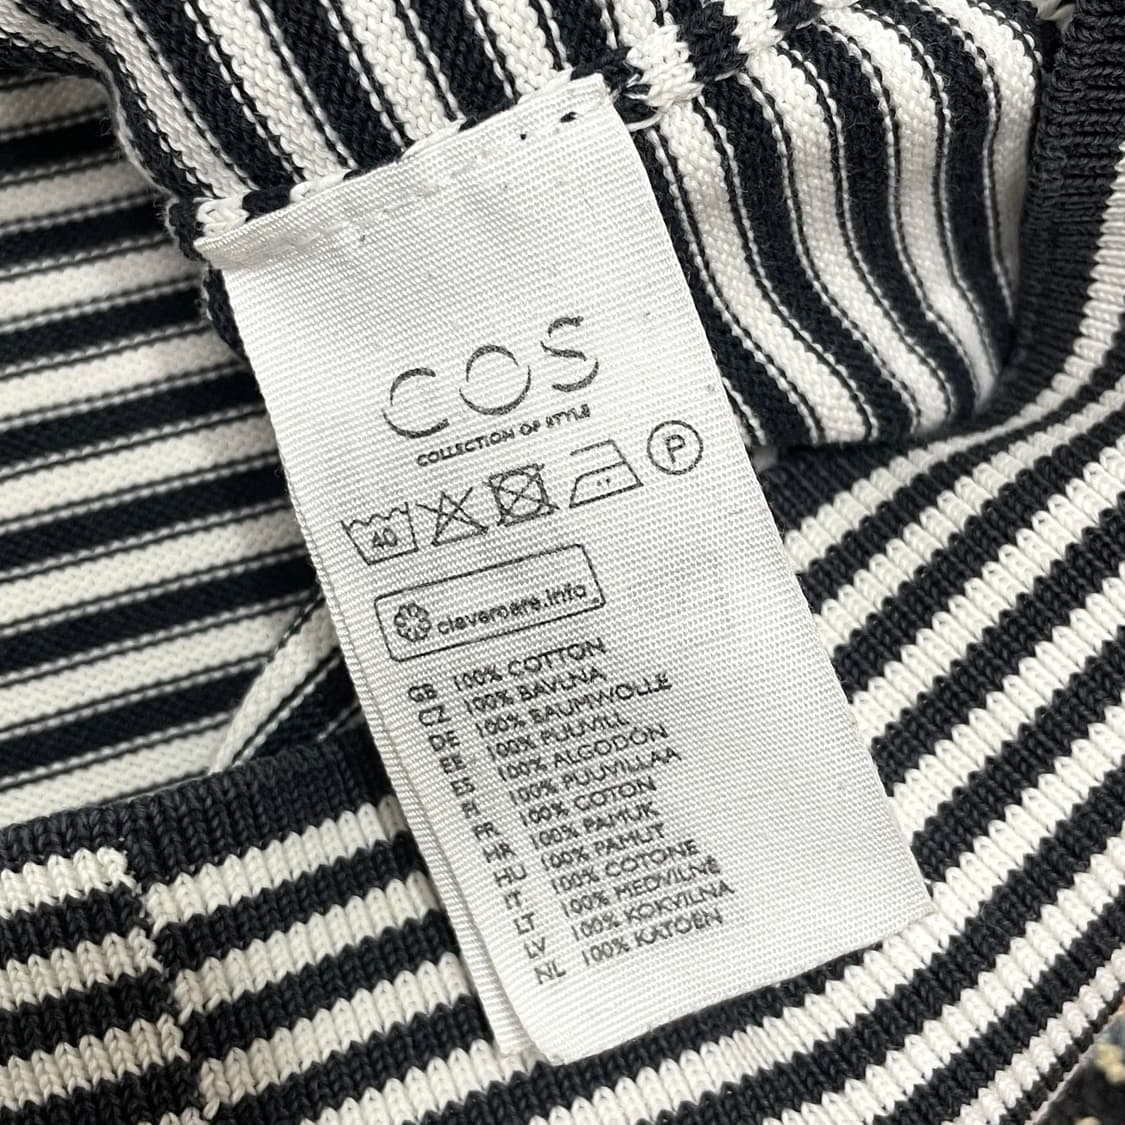 COS
COLLECTION OF STYLE
40 P
clevercare.info
GB 100% COTTON
CZ 100% BAVLNA
DE 100% BAUMWOLLE
EE 100% PUUVILL
ES 100% ALGODÓN
FI 100% PUUVILLAA
FR 100% COTON
HR 100% PAMUK
HU 100% PAMUT
IT 100% COTONE
LT 100% MEDVILNĖ
LV 100% KOKVILNA
NL 100% KATOEN